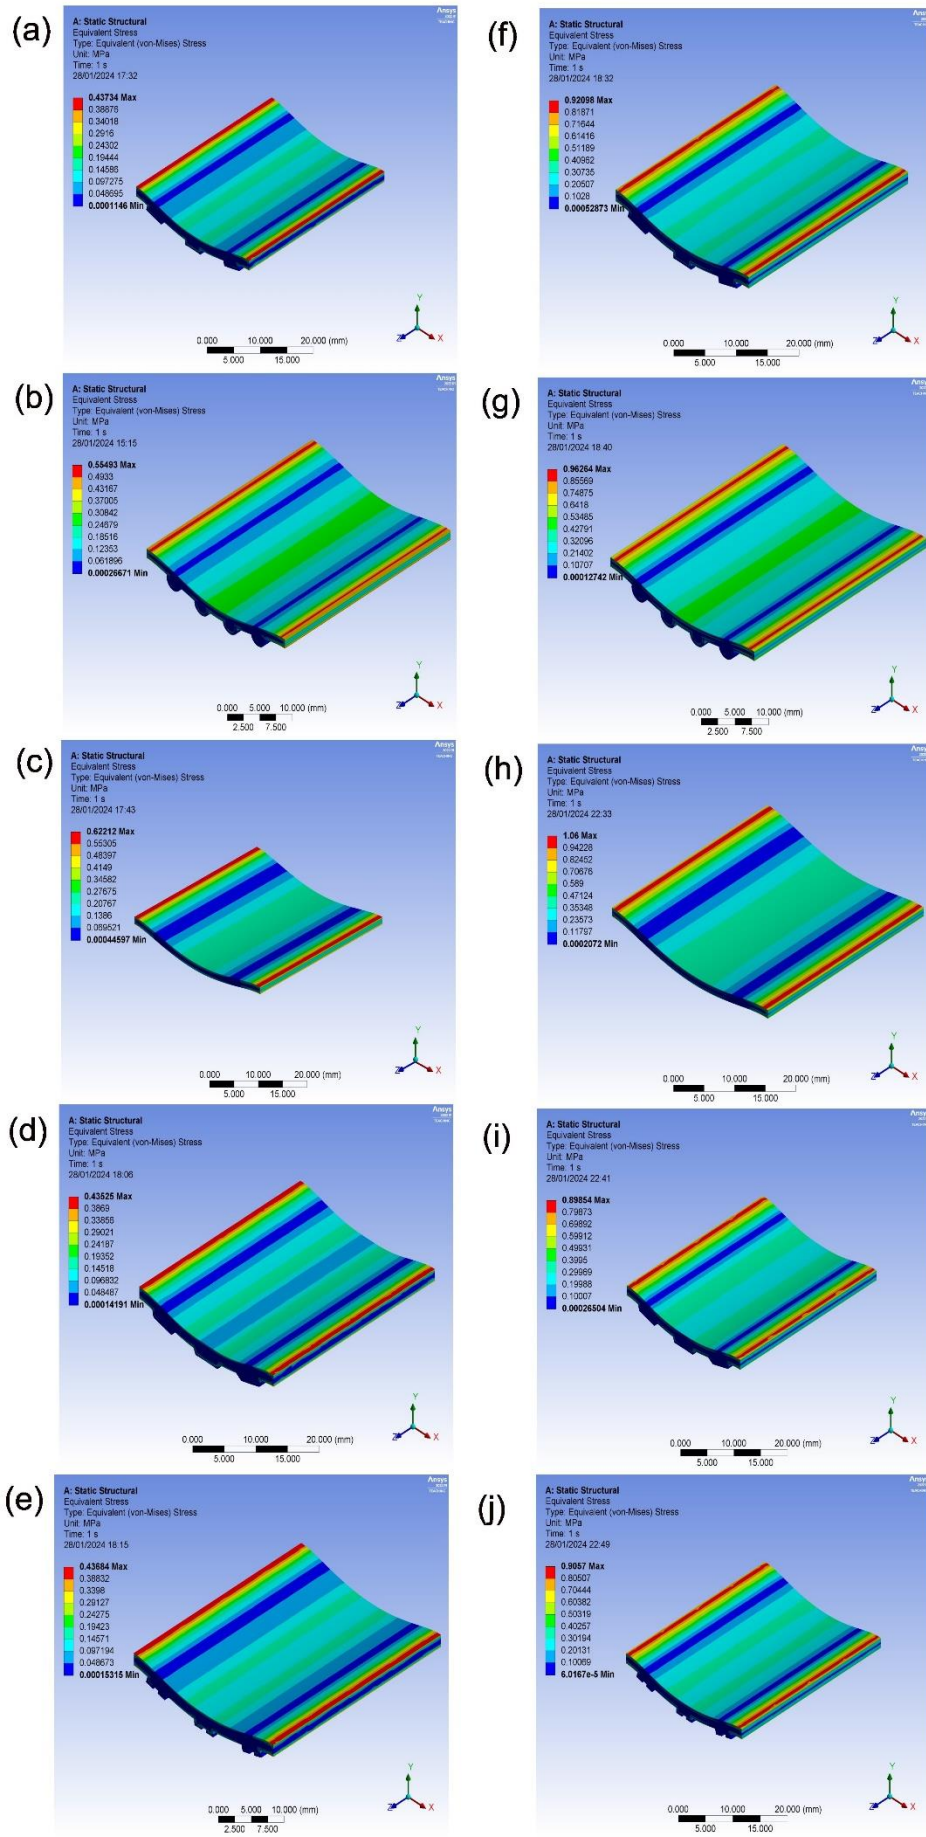 (a)
Ansys
A: Static Structural
Equivalent Stress
Type: Equivalent (von-Mises) Stress
Unit: MPa
Time: 1 s
28/01/2024 17:32
0.43734 Max
0.38876
0.34018
0.2916
0.24302
0.19444
0.14586
0.097275
0.048695
0.0001146 Min
Y
Z
X
0.000 10.000 20.000 (mm)
5.000 15.000
(f)
Ansys
A: Static Structural
Equivalent Stress
Type: Equivalent (von-Mises) Stress
Unit: MPa
Time: 1 s
28/01/2024 18:32
0.92098 Max
0.81871
0.71644
0.61416
0.51189
0.40962
0.30735
0.20507
0.1028
0.00052873 Min
Y
Z
X
0.000 10.000 20.000 (mm)
5.000 15.000
(b)
Ansys
A: Static Structural
Equivalent Stress
Type: Equivalent (von-Mises) Stress
Unit: MPa
Time: 1 s
28/01/2024 15:15
0.55493 Max
0.4933
0.43167
0.37005
0.30842
0.24679
0.18516
0.12353
0.061896
0.00026671 Min
Y
Z
X
0.000 5.000 10.000 (mm)
2.500 7.500
(g)
Ansys
A: Static Structural
Equivalent Stress
Type: Equivalent (von-Mises) Stress
Unit: MPa
Time: 1 s
28/01/2024 18:40
0.96264 Max
0.85569
0.74875
0.6418
0.53485
0.42791
0.32096
0.21402
0.10707
0.00012742 Min
Y
Z
X
0.000 5.000 10.000 (mm)
2.500 7.500
(c)
Ansys
A: Static Structural
Equivalent Stress
Type: Equivalent (von-Mises) Stress
Unit: MPa
Time: 1 s
28/01/2024 17:43
0.62212 Max
0.55305
0.48397
0.4149
0.34582
0.27675
0.20767
0.1386
0.069521
0.00044597 Min
Y
Z
X
0.000 10.000 20.000 (mm)
5.000 15.000
(h)
Ansys
A: Static Structural
Equivalent Stress
Type: Equivalent (von-Mises) Stress
Unit: MPa
Time: 1 s
28/01/2024 22:33
1.06 Max
0.94228
0.82452
0.70676
0.589
0.47124
0.35348
0.23573
0.11797
0.0002072 Min
Y
Z
X
0.000 10.000 20.000 (mm)
5.000 15.000
(d)
Ansys
A: Static Structural
Equivalent Stress
Type: Equivalent (von-Mises) Stress
Unit: MPa
Time: 1 s
28/01/2024 18:06
0.43525 Max
0.3869
0.33856
0.29021
0.24187
0.19352
0.14518
0.096832
0.048487
0.00014191 Min
Y
Z
X
0.000 10.000 20.000 (mm)
5.000 15.000
(i)
Ansys
A: Static Structural
Equivalent Stress
Type: Equivalent (von-Mises) Stress
Unit: MPa
Time: 1 s
28/01/2024 22:41
0.89854 Max
0.79873
0.69892
0.59912
0.49931
0.3995
0.29969
0.19988
0.10007
0.00026504 Min
Y
Z
X
0.000 10.000 20.000 (mm)
5.000 15.000
(e)
Ansys
A: Static Structural
Equivalent Stress
Type: Equivalent (von-Mises) Stress
Unit: MPa
Time: 1 s
28/01/2024 18:15
0.43684 Max
0.38832
0.3398
0.29127
0.24275
0.19423
0.14571
0.097194
0.048673
0.00015315 Min
Y
Z
X
0.000 5.000 10.000 (mm)
2.500 7.500
(j)
Ansys
A: Static Structural
Equivalent Stress
Type: Equivalent (von-Mises) Stress
Unit: MPa
Time: 1 s
28/01/2024 22:49
0.9057 Max
0.80507
0.70444
0.60382
0.50319
0.40257
0.30194
0.20131
0.10069
6.0167e-5 Min
Y
Z
X
0.000 10.000 20.000 (mm)
5.000 15.000